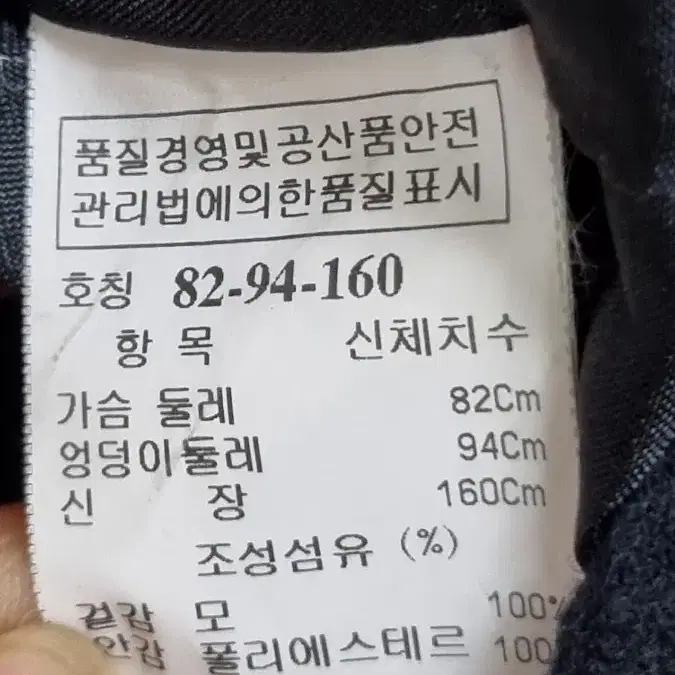 품질경영및공산품안전
관리법에의한품질표시
호칭 82-94-160
항 목 신체치수
가슴 둘레 82Cm
엉덩이둘레 94Cm
신 장 160Cm
조성섬유 (%)
겉감 모 100%
안감 폴리에스테르 100